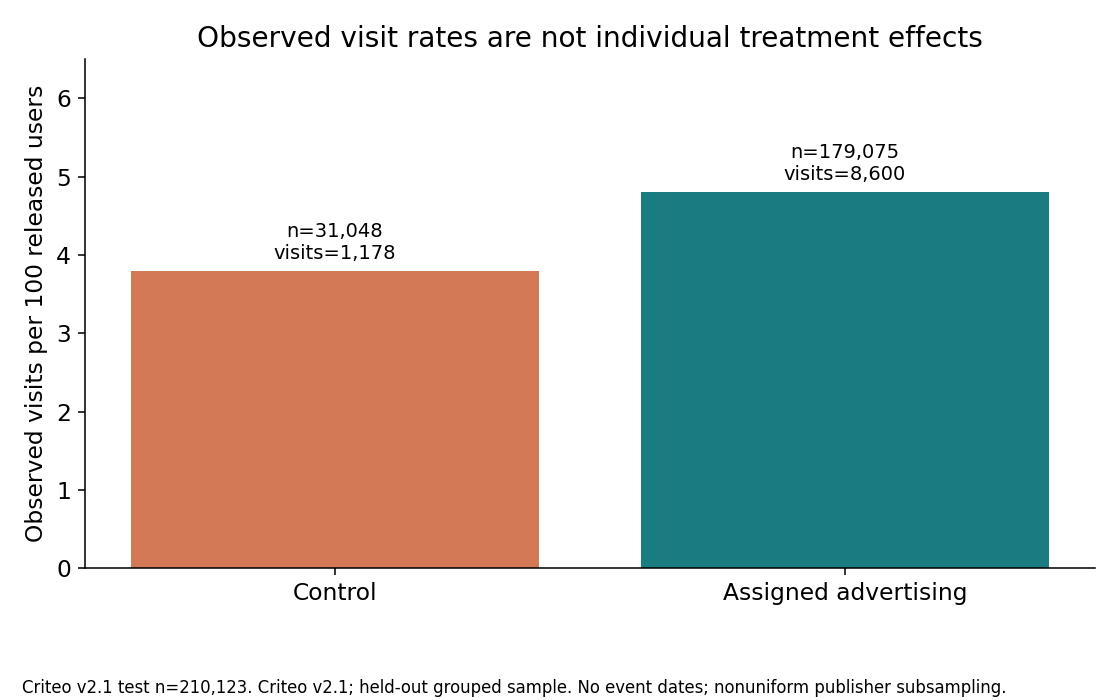 Observed visit rates are not individual treatment effects
Observed visits per 100 released users
6
5
4
3
2
1
0
n=31,048
visits=1,178
n=179,075
visits=8,600
Control
Assigned advertising
Criteo v2.1 test n=210,123. Criteo v2.1; held-out grouped sample. No event dates; nonuniform publisher subsampling.